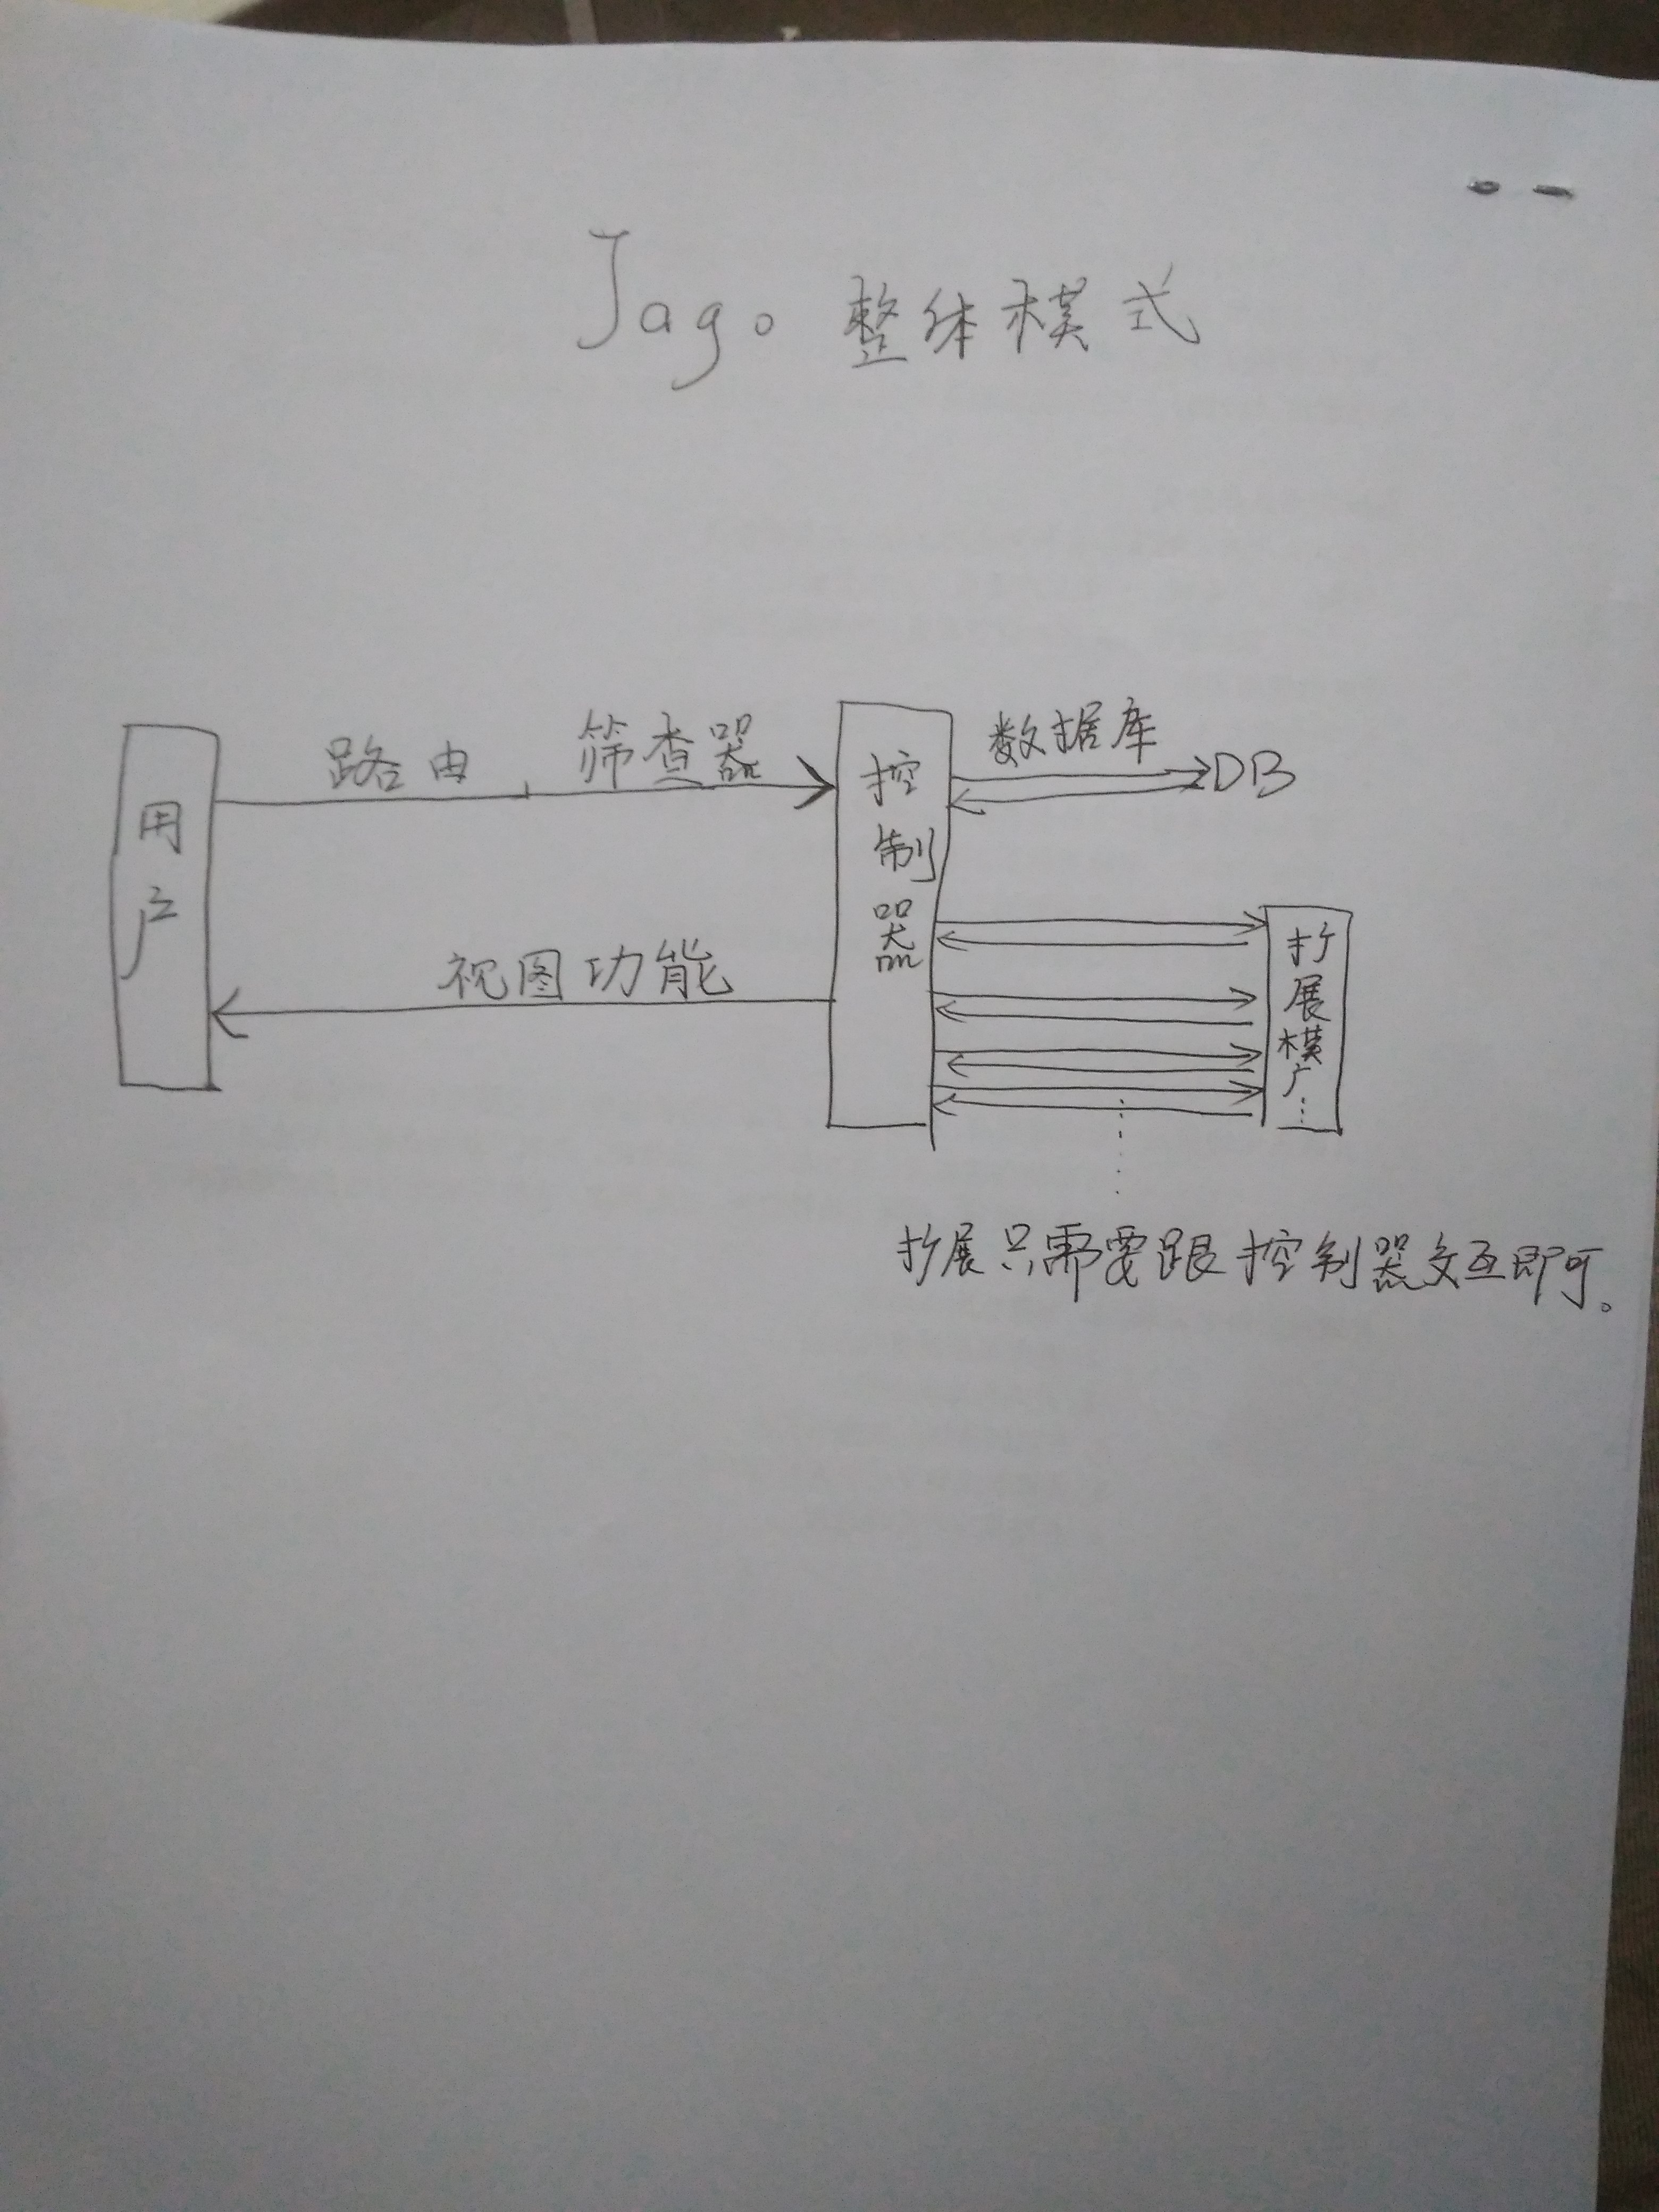 Jago 整体模式
路由
筛查器
数据库
DB
用户
控制器
视图功能
扩展模
扩展只需要跟控制器交互即可。